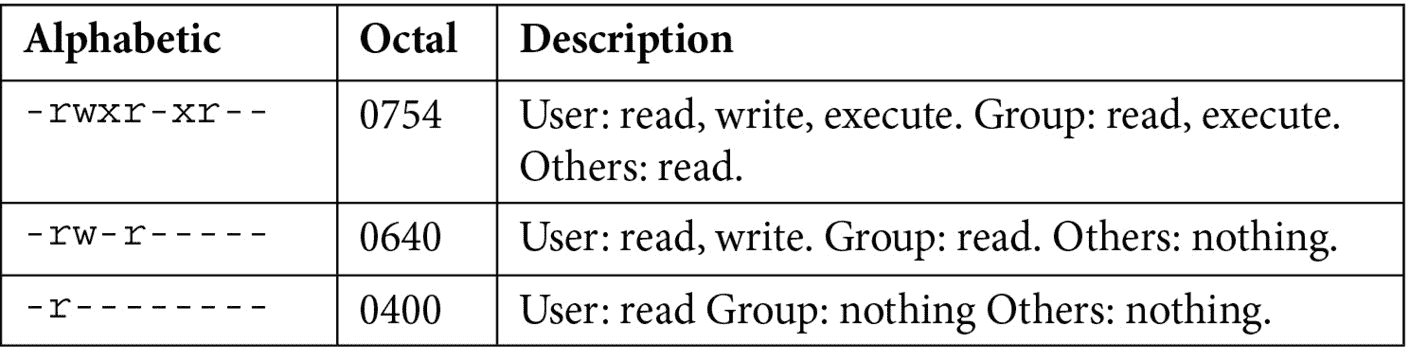 Alphabetic Octal Description
-rwxr-xr-- 0754 User: read, write, execute. Group: read, execute.
Others: read.
-rw-r----- 0640 User: read, write. Group: read. Others: nothing.
-r-------- 0400 User: read Group: nothing Others: nothing.